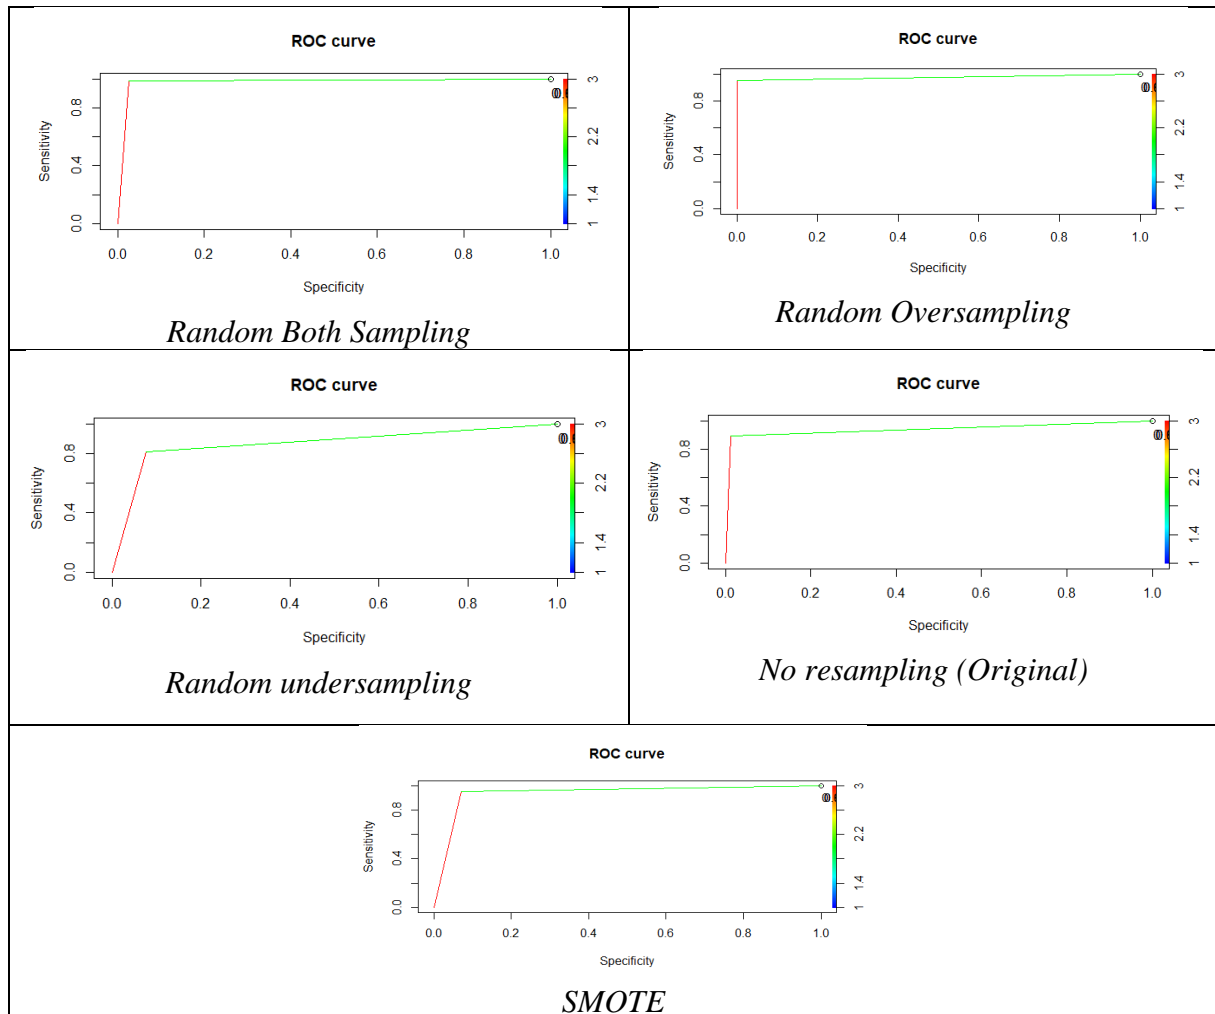 ROC curve
Sensitivity
0.0 0.4 0.8
0.0 0.2 0.4 0.6 0.8 1.0
Specificity
1 1.4 2.2 3
Random Both Sampling
ROC curve
Sensitivity
0.0 0.4 0.8
0.0 0.2 0.4 0.6 0.8 1.0
Specificity
1 1.4 2.2 3
Random Oversampling
ROC curve
Sensitivity
0.0 0.4 0.8
0.0 0.2 0.4 0.6 0.8 1.0
Specificity
1 1.4 2.2 3
Random undersampling
ROC curve
Sensitivity
0.0 0.4 0.8
0.0 0.2 0.4 0.6 0.8 1.0
Specificity
1 1.4 2.2 3
No resampling (Original)
ROC curve
Sensitivity
0.0 0.4 0.8
0.0 0.2 0.4 0.6 0.8 1.0
Specificity
1 1.4 2.2 3
SMOTE